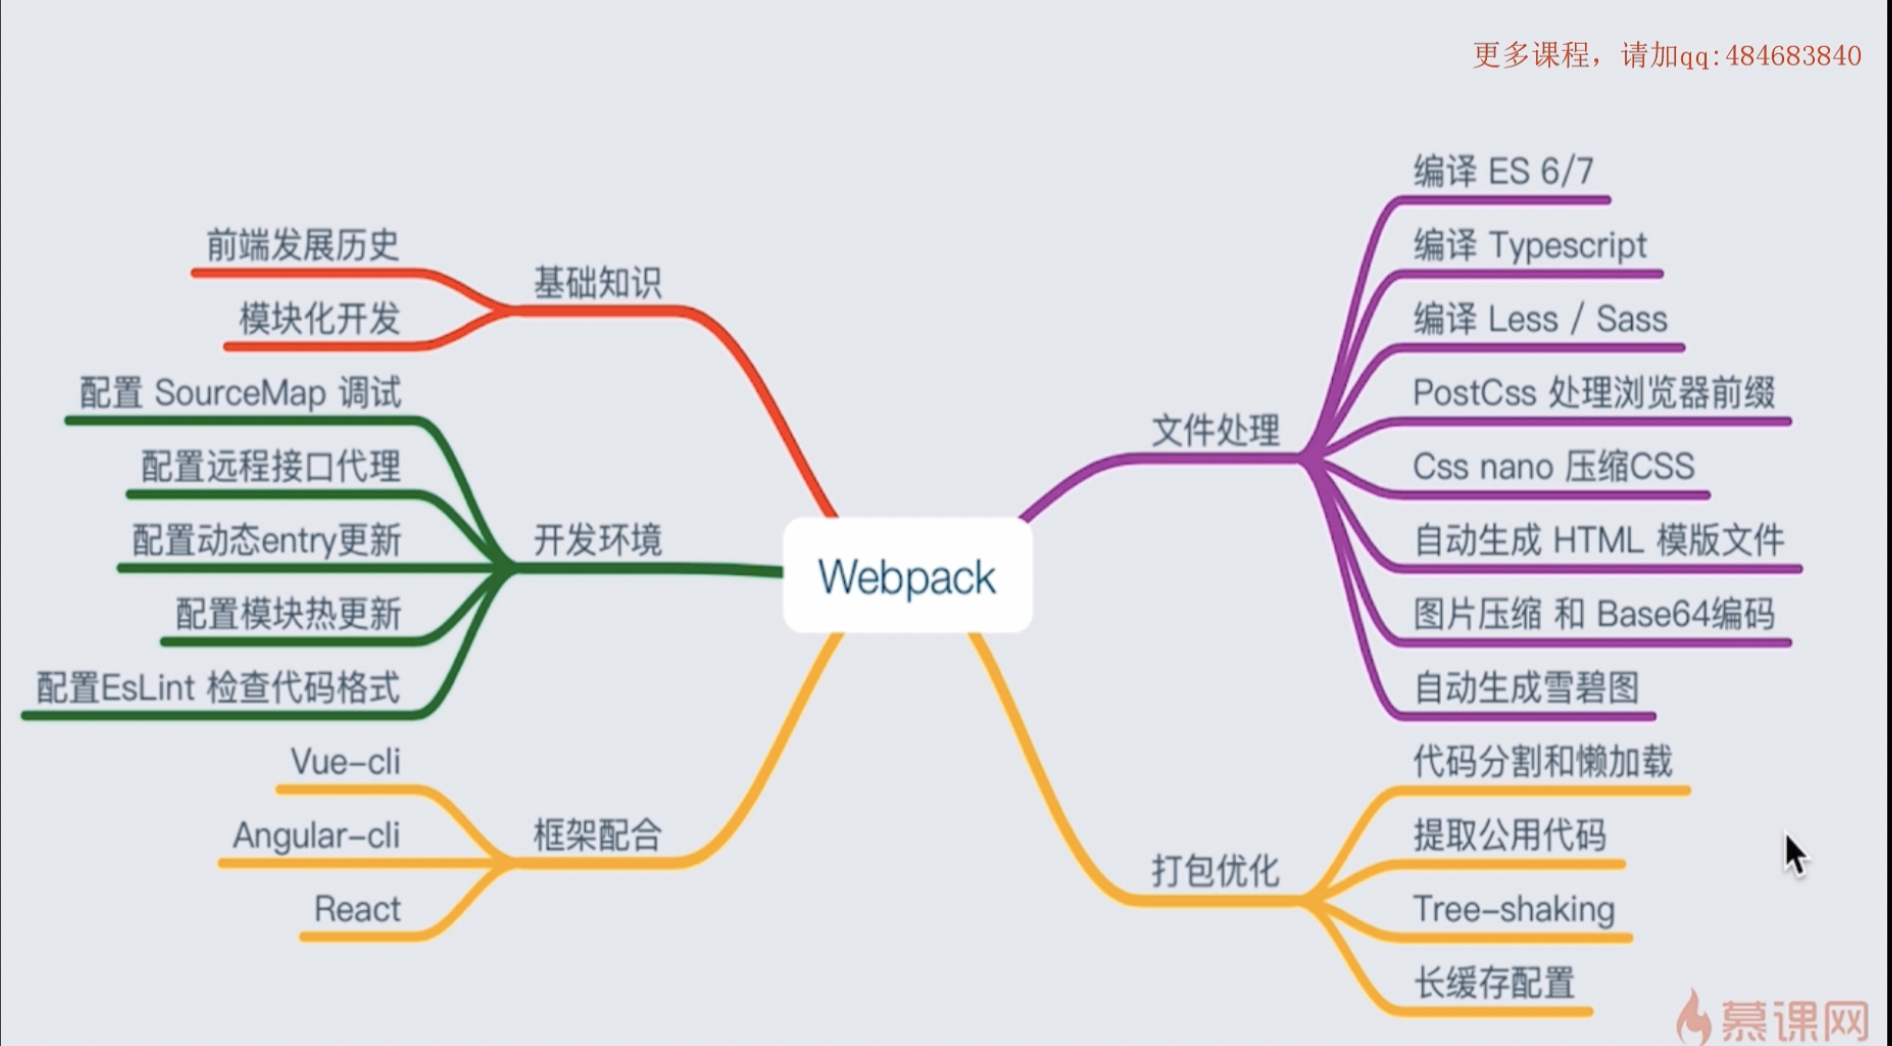 更多课程，请加qq:484683840
基础知识
前端发展历史
模块化开发
开发环境
配置 SourceMap 调试
配置远程接口代理
配置动态entry更新
配置模块热更新
配置EsLint 检查代码格式
框架配合
Vue-cli
Angular-cli
React
Webpack
文件处理
编译 ES 6/7
编译 Typescript
编译 Less / Sass
PostCss 处理浏览器前缀
Css nano 压缩CSS
自动生成 HTML 模版文件
图片压缩 和 Base64编码
自动生成雪碧图
打包优化
代码分割和懒加载
提取公用代码
Tree-shaking
长缓存配置
慕课网